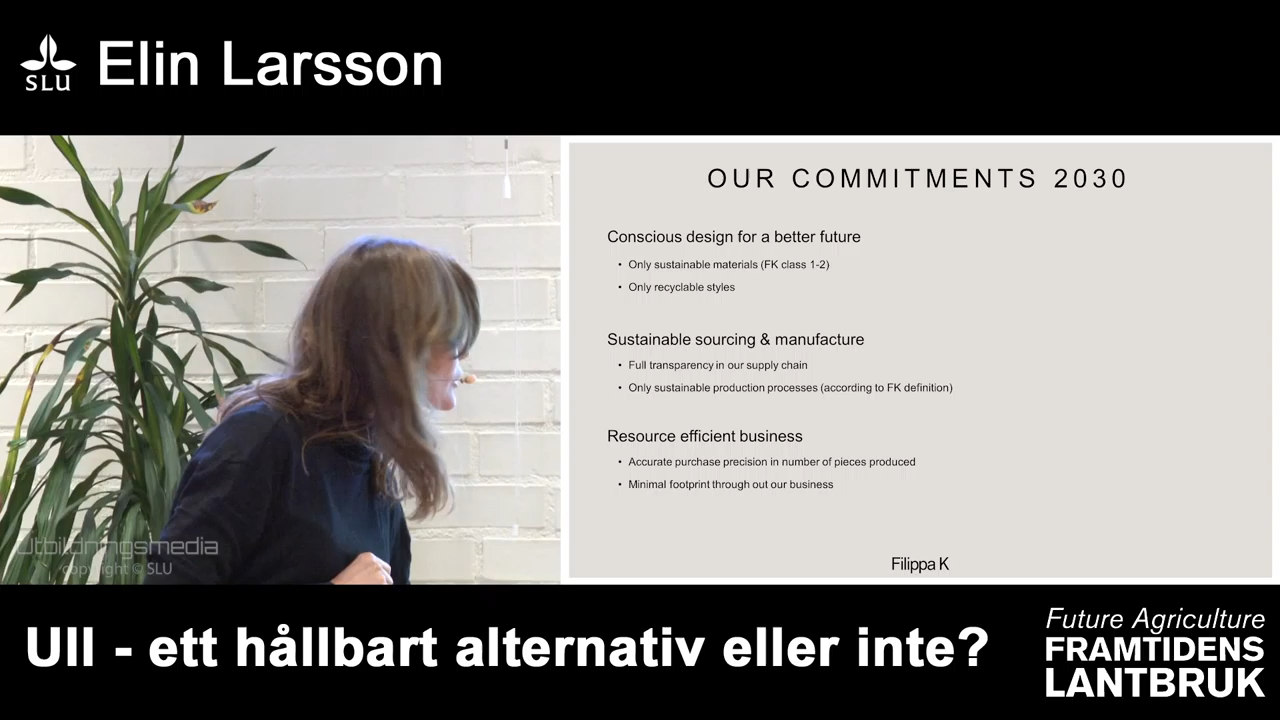 SLU
Elin Larsson
OUR COMMITMENTS 2030
Conscious design for a better future
• Only sustainable materials (FK class 1-2)
• Only recyclable styles
Sustainable sourcing & manufacture
• Full transparency in our supply chain
• Only sustainable production processes (according to FK definition)
Resource efficient business
• Accurate purchase precision in number of pieces produced
• Minimal footprint through out our business
Filippa K
Utbildningsmedia
copyright © SLU
Ull - ett hållbart alternativ eller inte?
Future Agriculture
FRAMTIDENS
LANTBRUK